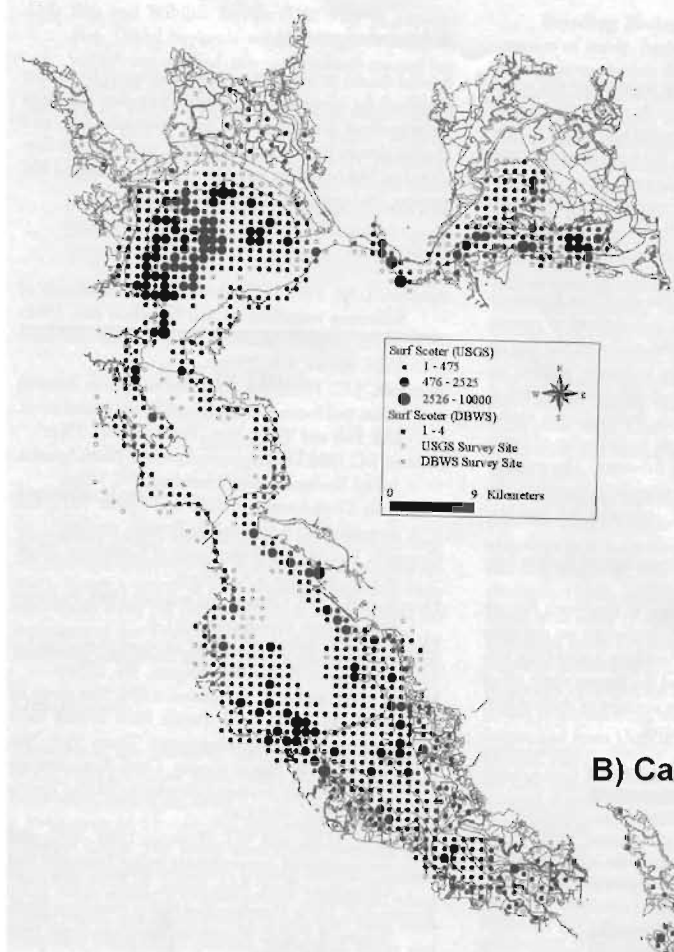 Surf Scoter (USGS)
1 - 475
476 - 2525
2526 - 10000
Surf Scoter (DBWS)
1 - 4
USGS Survey Site
DBWS Survey Site
N
W E
S
0 9 Kilometers
B) Ca